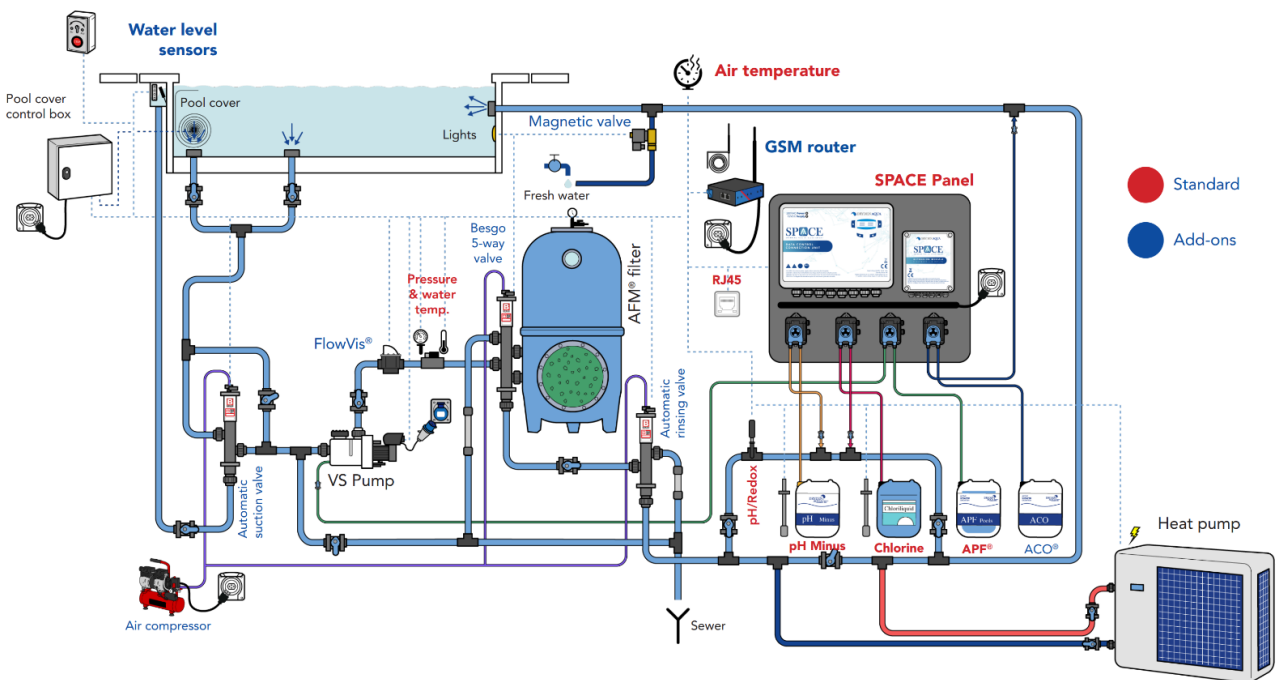 Water level
sensors
Pool cover
control box
Pool cover
Lights
Magnetic valve
Fresh water
Air temperature
GSM router
SPACE Panel
SPACE
SPACE
RJ45
Standard
Add-ons
Besgo
5-way
valve
AFM® filter
Pressure
& water
temp.
FlowVis®
VS Pump
Automatic
suction valve
Automatic
rinsing valve
pH/Redox
pH Minus
Chlorliquid
APF Pools
ACO
pH Minus
Chlorine
APF®
ACO®
Heat pump
Air compressor
Sewer